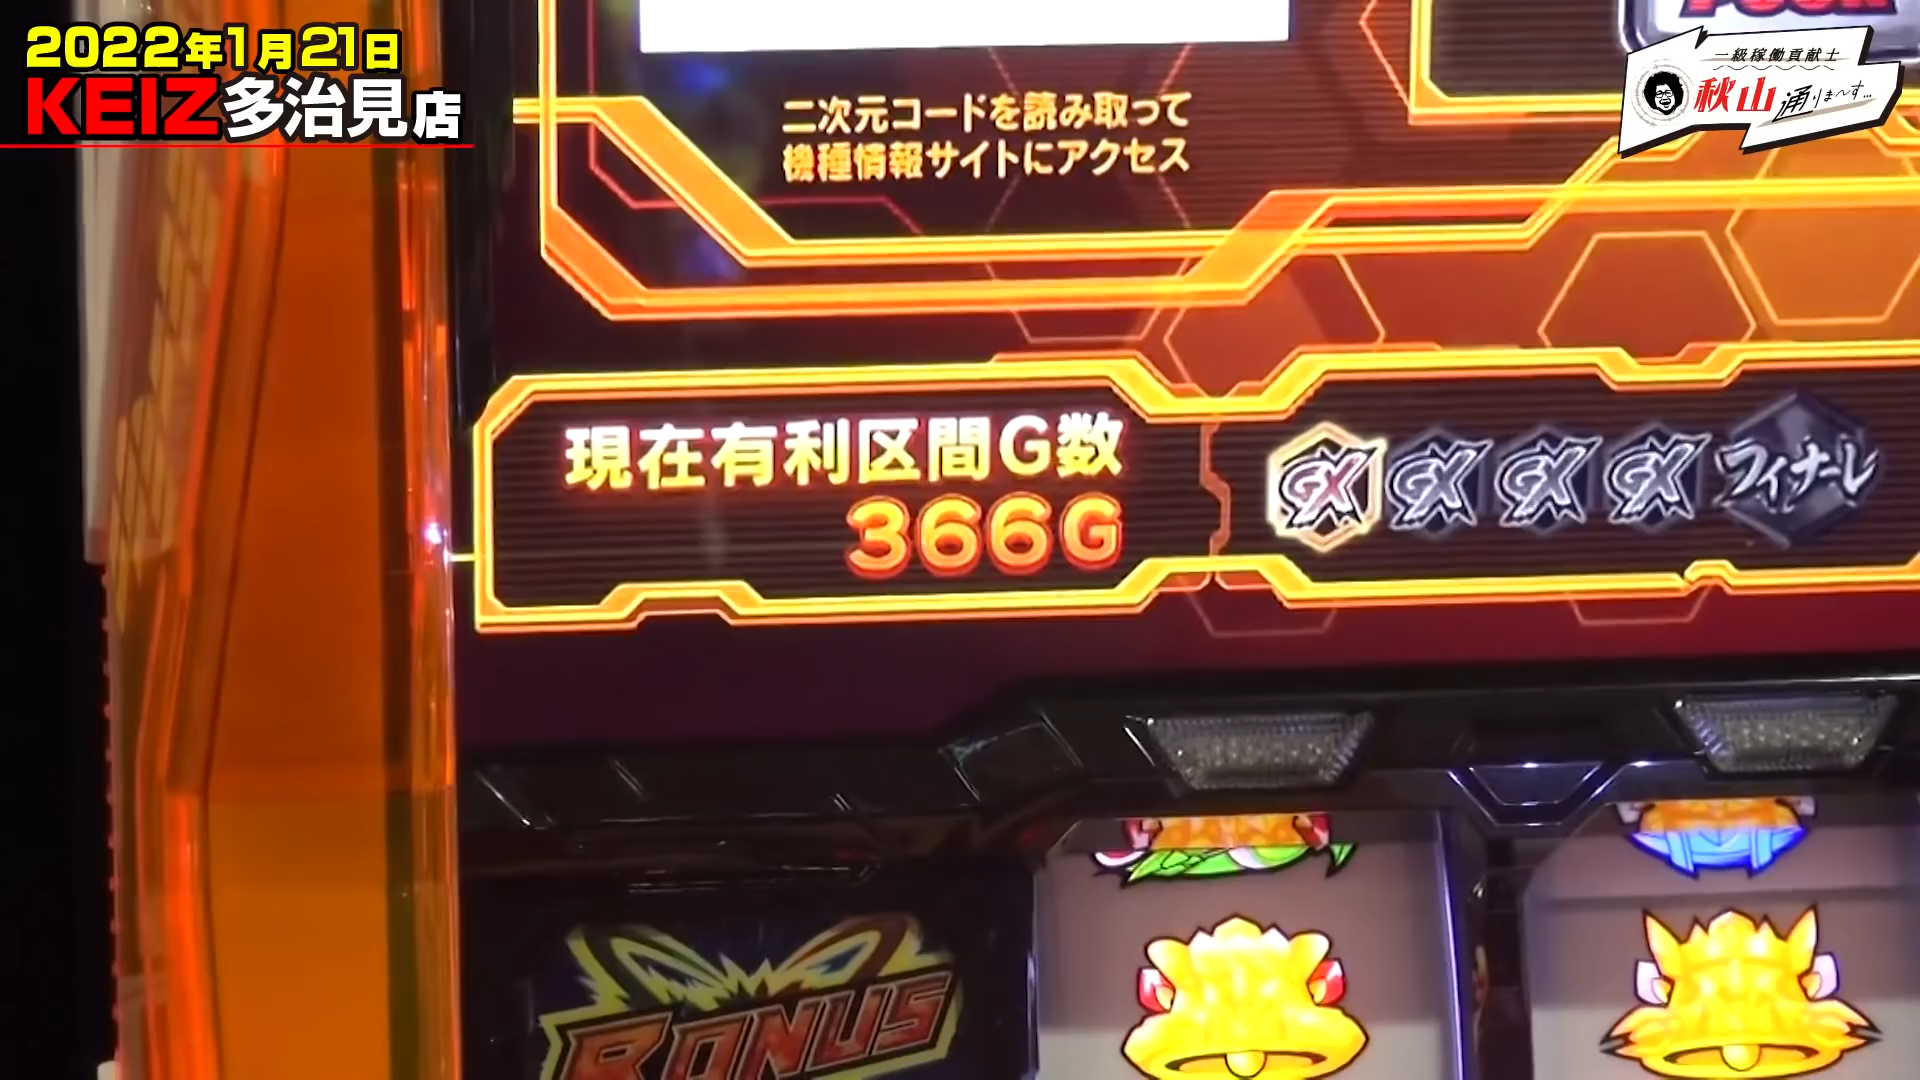 2022年1月21日
KEIZ多治見店
一級稼働貢献士
秋山通りま〜す...
二次元コードを読み取って
機種情報サイトにアクセス
現在有利区間G数
366G
GX GX GX GX フィナーレ
BONUS